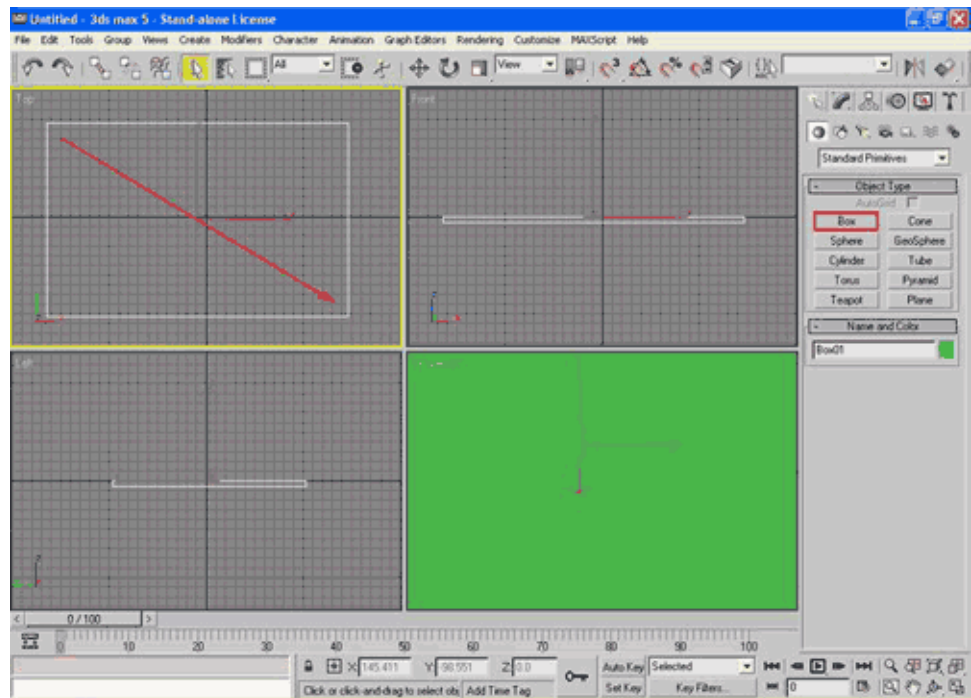 Untitled - 3ds max 5 - Stand-alone License
File Edit Tools Group Views Create Modifiers Character Animation Graph Editors Rendering Customize MAXScript Help
All
View
Top
Front
Standard Primitives
- Object Type
AutoGrid
Box Cone
Sphere GeoSphere
Cylinder Tube
Torus Pyramid
Teapot Plane
- Name and Color
Box01
Left
< 0 / 100 >
0 10 20 30 40 50 60 70 80 90 100
X: 145.411 Y: -98.551 Z: 0.0
Auto Key Selected
Click or click-and-drag to select obj Add Time Tag
Set Key Key Filters...
0